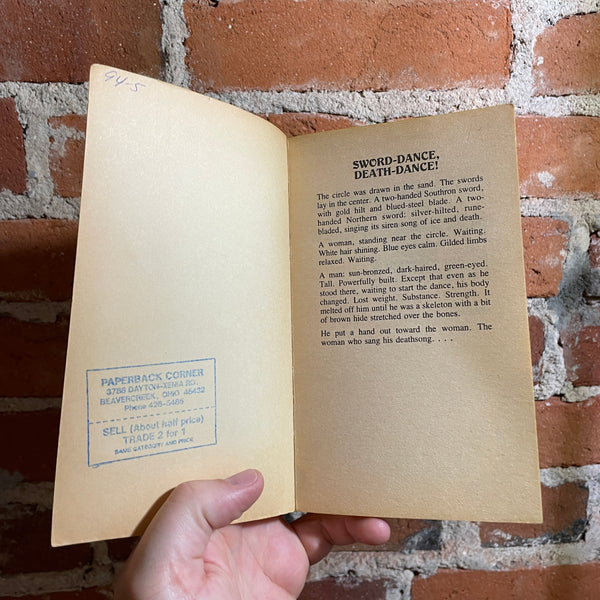 94-5
PAPERBACK CORNER
3786 DAYTON-XENIA RD.
BEAVERCREEK, OHIO 45432
SELL (About half price)
TRADE 2 for 1
SAME CATEGORY AND PRICE
SWORD-DANCE,
DEATH-DANCE!
The circle was drawn in the sand. The swords
lay in the center. A two-handed Southron sword,
with gold hilt and blued-steel blade. A two-
handed Northern sword: silver-hilted, rune-
bladed, singing its siren song of ice and death.
A woman, standing near the circle. Waiting.
White hair shining. Blue eyes calm. Gilded limbs
relaxed. Waiting.
A man: sun-bronzed, dark-haired, green-eyed.
Tall. Powerfully built. Except that even as he
stood there, waiting to start the dance, his body
changed. Lost weight. Substance. Strength. It
melted off him until he was a skeleton with a bit
of brown hide stretched over the bones.
He put a hand out toward the woman. The
woman who sang his deathsong. . . .